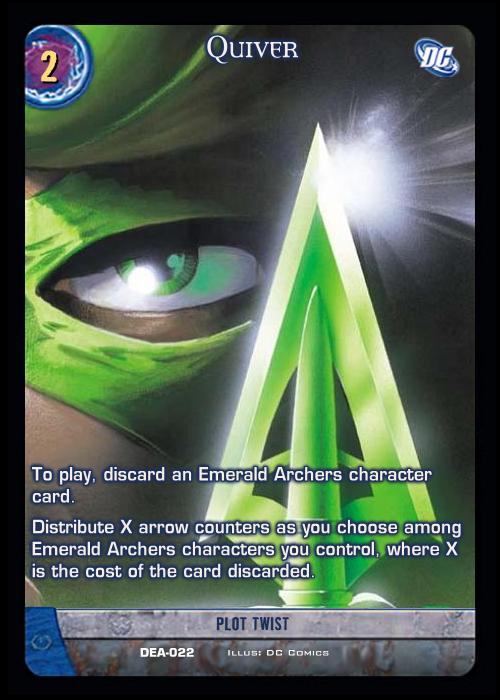 2
QUIVER
DC
To play, discard an Emerald Archers character
card.
Distribute X arrow counters as you choose among
Emerald Archers characters you control, where X
is the cost of the card discarded.
PLOT TWIST
DEA-022 ILLUS: DC COMICS